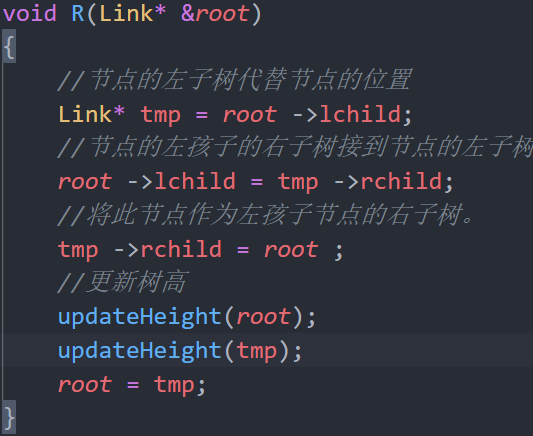 void R(Link* &root)
{
//节点的左子树代替节点的位置
Link* tmp = root ->lchild;
//节点的左孩子的右子树接到节点的左子树
root ->lchild = tmp ->rchild;
//将此节点作为左孩子节点的右子树。
tmp ->rchild = root ;
//更新树高
updateHeight(root);
updateHeight(tmp);
root = tmp;
}